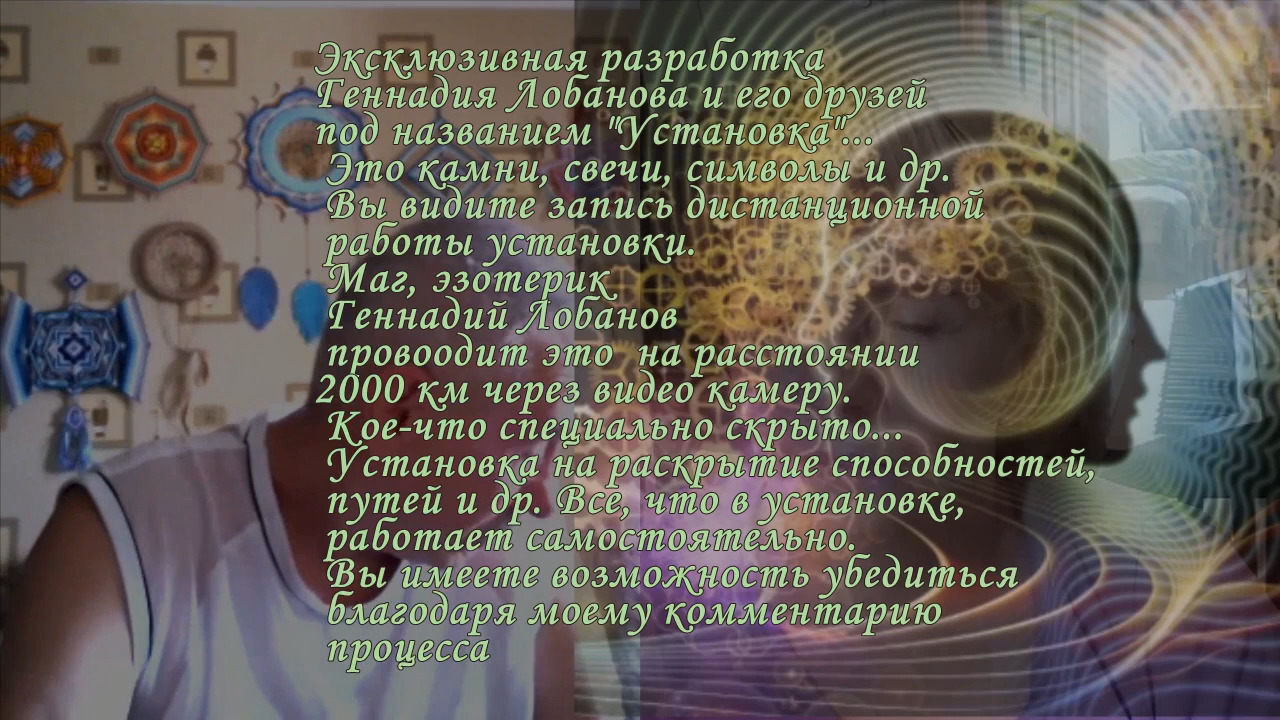 Эксклюзивная разработка
Геннадия Лобанова и его друзей
под названием "Установка"...
Это камни, свечи, символы и др.
Вы видите запись дистанционной
работы установки.
Маг, эзотерик
Геннадий Лобанов
провоодит это на расстоянии
2000 км через видео камеру.
Кое-что специально скрыто...
Установка на раскрытие способностей,
путей и др. Все, что в установке,
работает самостоятельно.
Вы имеете возможность убедиться
благодаря моему комментарию
процесса